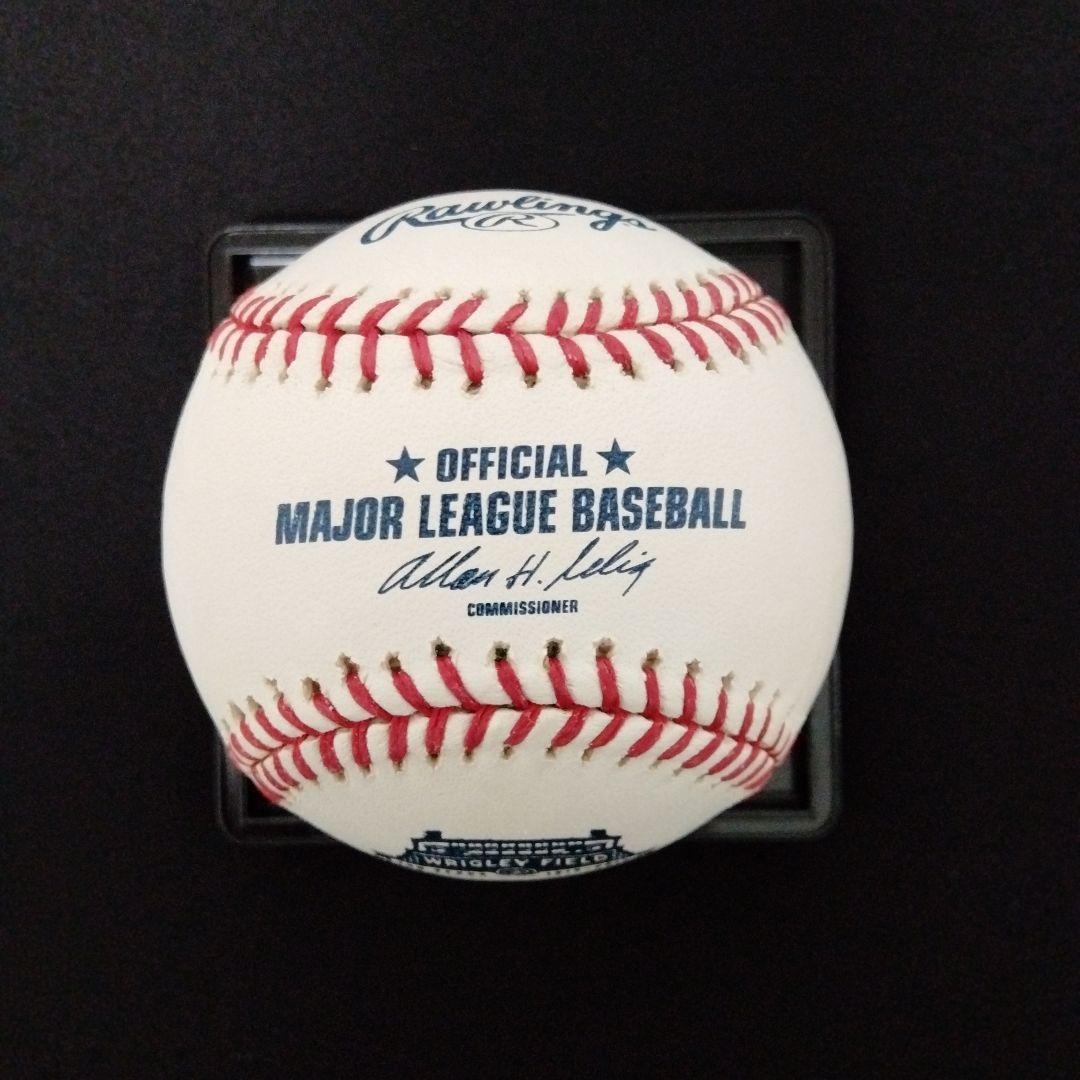 Rawlings
R
★ OFFICIAL ★
MAJOR LEAGUE BASEBALL
Allan H. Selig
COMMISSIONER
WRIGLEY FIELD